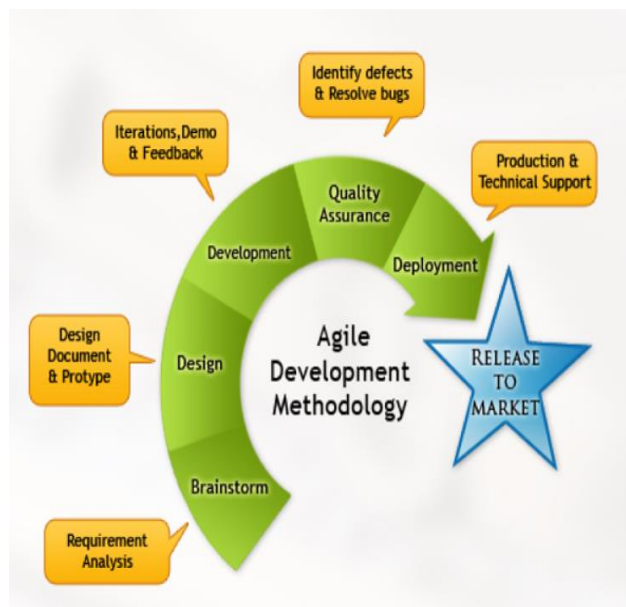 Identify defects
& Resolve bugs
Iterations,Demo
& Feedback
Production &
Technical Support
Quality
Assurance
Development
Deployment
Design
Document
& Protype
Design
Agile
Development
Methodology
RELEASE
TO
MARKET
Brainstorm
Requirement
Analysis